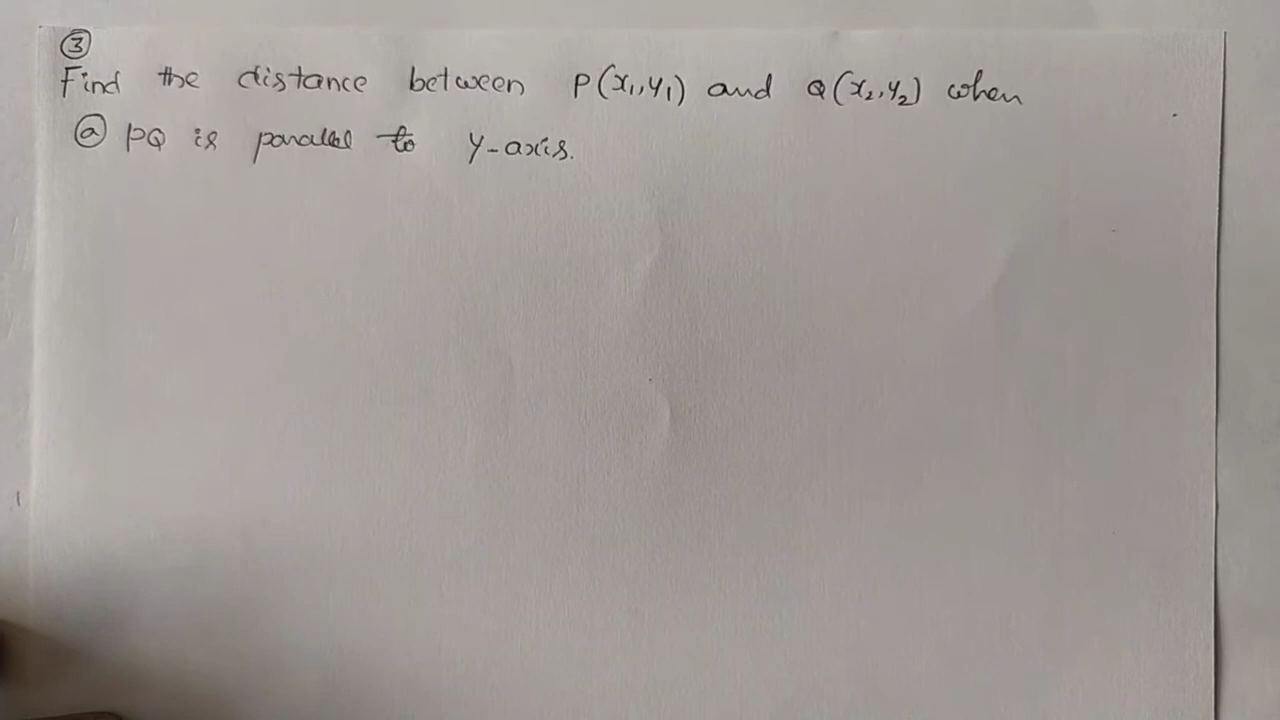 ③
Find the distance between P(x₁,y₁) and Q(x₂,y₂) when
ⓐ PQ is parallel to y-axis.